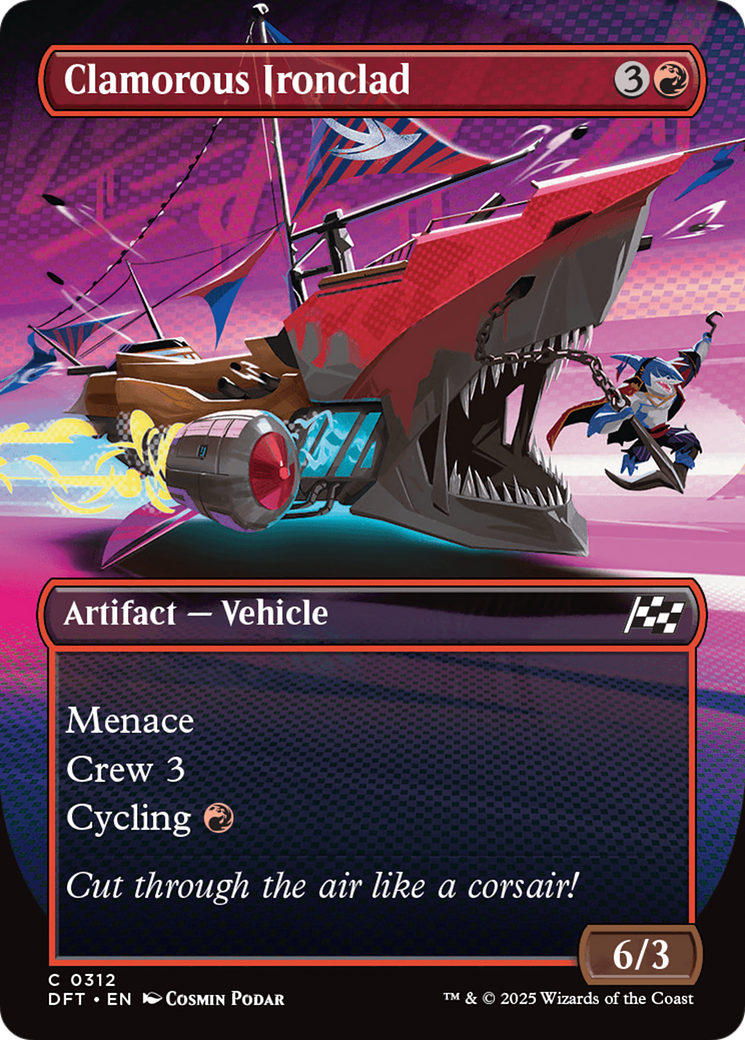 Clamorous Ironclad 3
Artifact — Vehicle
Menace
Crew 3
Cycling
Cut through the air like a corsair!
6/3
C 0312
DFT • EN Cosmin Podar
™ & © 2025 Wizards of the Coast